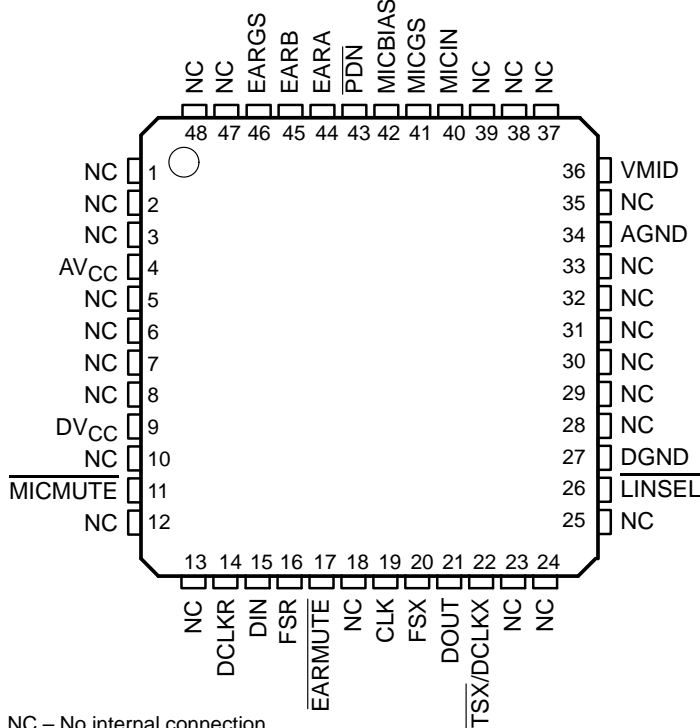 NC
NC
EARGS
EARB
EARA
PDN
MICBIAS
MICGS
MICIN
NC
NC
NC
48 47 46 45 44 43 42 41 40 39 38 37
NC 1
NC 2
NC 3
AVCC 4
NC 5
NC 6
NC 7
NC 8
DVCC 9
NC 10
MICMUTE 11
NC 12
36 VMID
35 NC
34 AGND
33 NC
32 NC
31 NC
30 NC
29 NC
28 NC
27 DGND
26 LINSEL
25 NC
13 14 15 16 17 18 19 20 21 22 23 24
NC
DCLKR
DIN
FSR
EARMUTE
NC
CLK
FSX
DOUT
TSX/DCLKX
NC
NC
NC – No internal connection